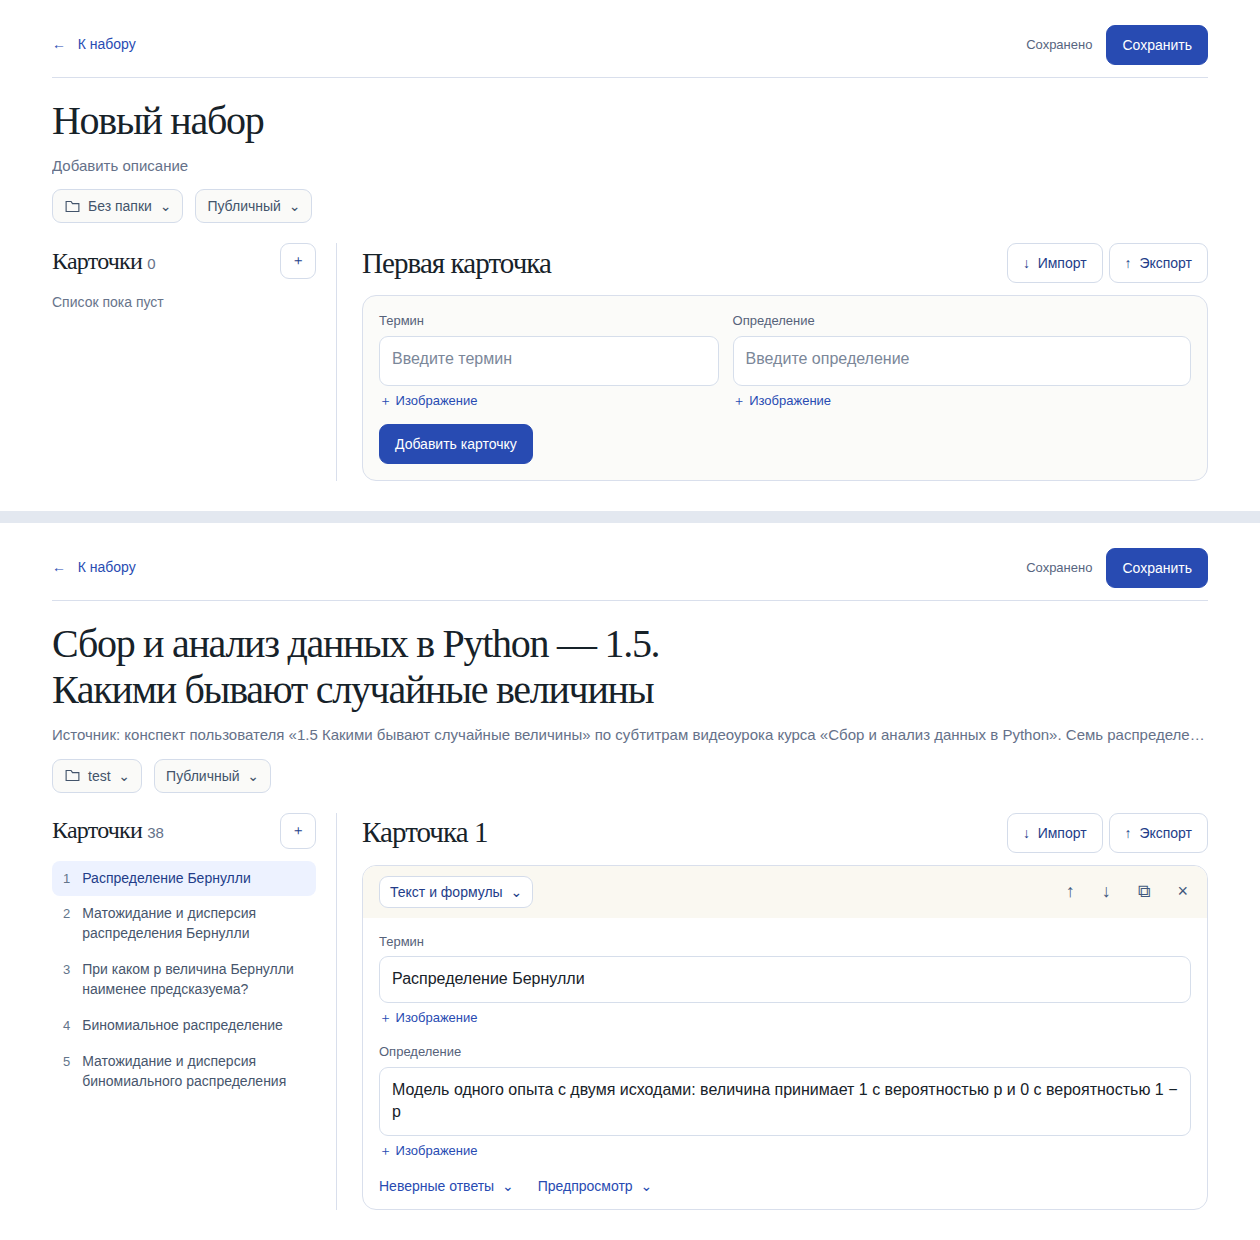 ← К набору
Сохранено
Сохранить
Новый набор
Добавить описание
Без папки
Публичный
Карточки 0
+
Список пока пуст
Первая карточка
↓ Импорт
↑ Экспорт
Термин
Определение
Введите термин
Введите определение
+ Изображение
+ Изображение
Добавить карточку
← К набору
Сохранено
Сохранить
Сбор и анализ данных в Python — 1.5.
Какими бывают случайные величины
Источник: конспект пользователя «1.5 Какими бывают случайные величины» по субтитрам видеоурока курса «Сбор и анализ данных в Python». Семь распределе…
test
Публичный
Карточки 38
+
1 Распределение Бернулли
2 Матожидание и дисперсия
распределения Бернулли
3 При каком p величина Бернулли
наименее предсказуема?
4 Биномиальное распределение
5 Матожидание и дисперсия
биномиального распределения
Карточка 1
↓ Импорт
↑ Экспорт
Текст и формулы
↑ ↓ ⧉ ×
Термин
Распределение Бернулли
+ Изображение
Определение
Модель одного опыта с двумя исходами: величина принимает 1 с вероятностью p и 0 с вероятностью 1 −
p
+ Изображение
Неверные ответы
Предпросмотр